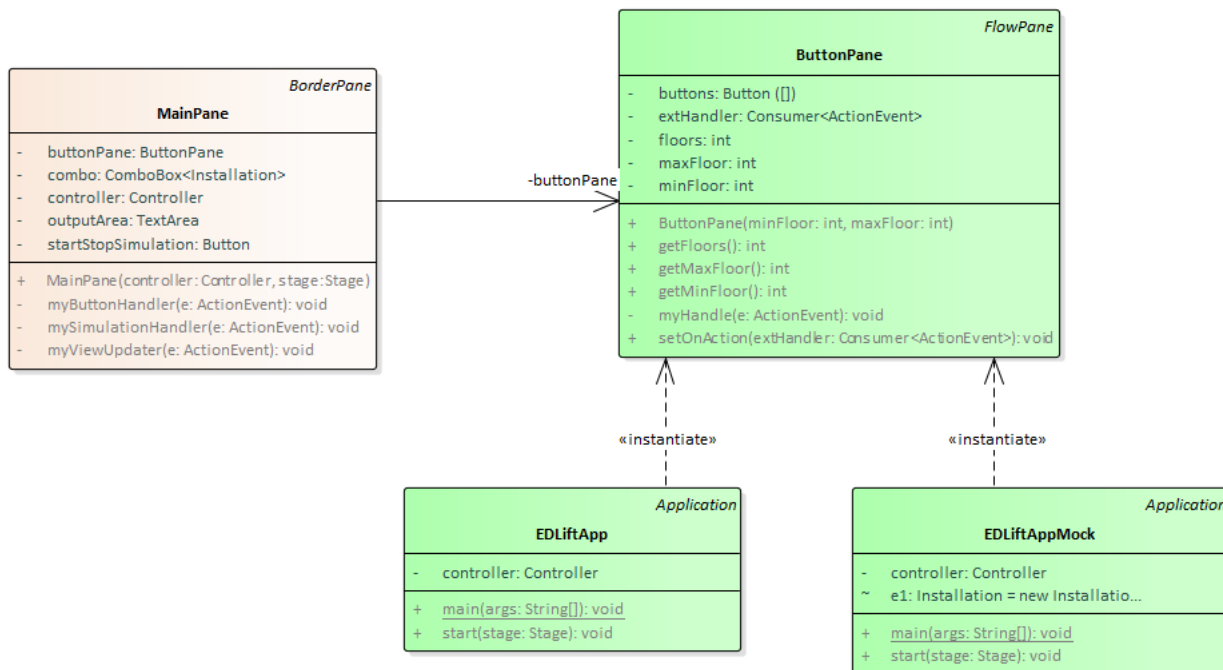 BorderPane
MainPane
- buttonPane: ButtonPane
- combo: ComboBox<Installation>
- controller: Controller
- outputArea: TextArea
- startStopSimulation: Button
+ MainPane(controller: Controller, stage:Stage)
- myButtonHandler(e: ActionEvent): void
- mySimulationHandler(e: ActionEvent): void
- myViewUpdater(e: ActionEvent): void
-buttonPane
FlowPane
ButtonPane
- buttons: Button ([])
- extHandler: Consumer<ActionEvent>
- floors: int
- maxFloor: int
- minFloor: int
+ ButtonPane(minFloor: int, maxFloor: int)
+ getFloors(): int
+ getMaxFloor(): int
+ getMinFloor(): int
- myHandle(e: ActionEvent): void
+ setOnAction(extHandler: Consumer<ActionEvent>): void
«instantiate»
«instantiate»
Application
EDLiftApp
- controller: Controller
+ main(args: String[]): void
+ start(stage: Stage): void
Application
EDLiftAppMock
- controller: Controller
~ e1: Installation = new Installatio...
+ main(args: String[]): void
+ start(stage: Stage): void